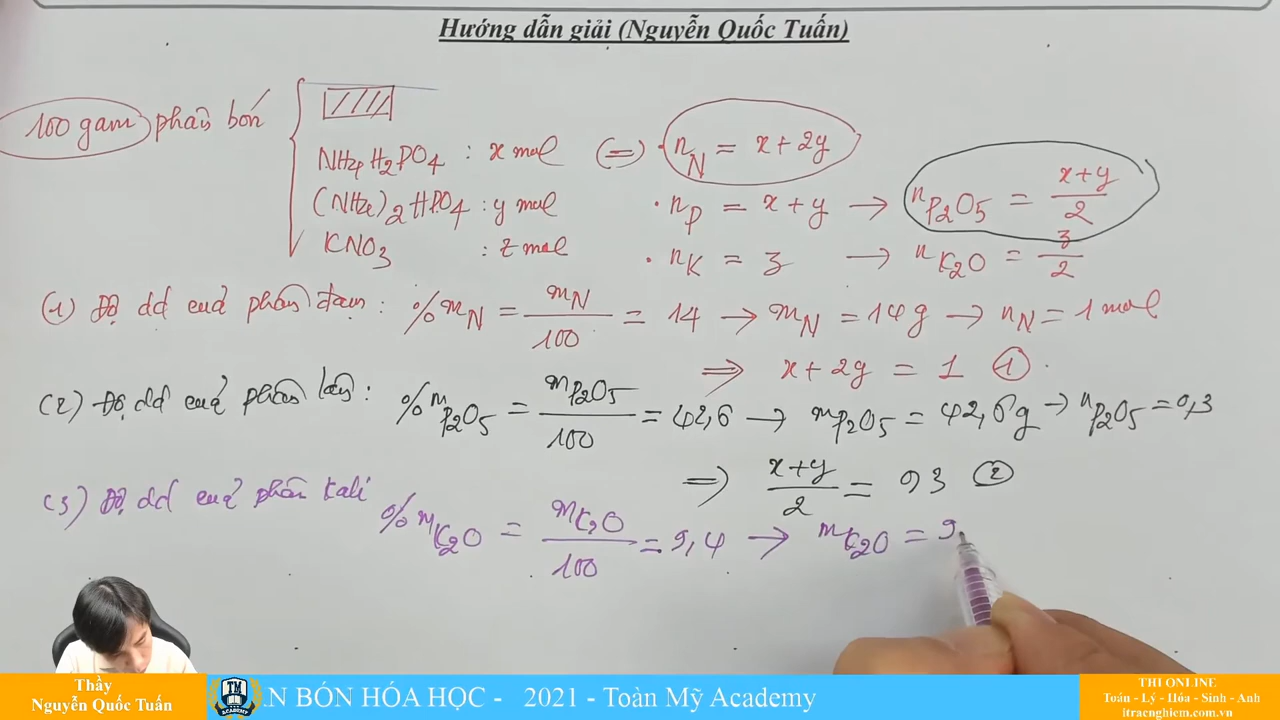 Hướng dẫn giải (Nguyễn Quốc Tuấn)
100 gam phân bón
NH4H2PO4 : x mol (=) . nN = x + 2y
(NH4)2HPO4 : y mol . nP = x + y → nP2O5 = (x+y)/2
KNO3 : z mol . nK = z → nK2O = z/2
(1) Độ dd của phân đạm : %mN = mN/100 = 14 → mN = 14g → nN = 1 mol
⇒ x + 2y = 1 ①.
(2) Độ dd của phân lân : %mP2O5 = mP2O5/100 = 42,6 → mP2O5 = 42,6g → nP2O5 = 0,3
⇒ (x+y)/2 = 0,3 ②
(3) Độ dd của phân kali %mK2O = mK2O/100 = 9,4 → mK2O = 9,
Thầy
Nguyễn Quốc Tuấn
TM
ACADEMY
ÂN BÓN HÓA HỌC - 2021 - Toàn Mỹ Academy
THI ONLINE
Toán - Lý - Hóa - Sinh - Anh
itracnghiem.com.vn